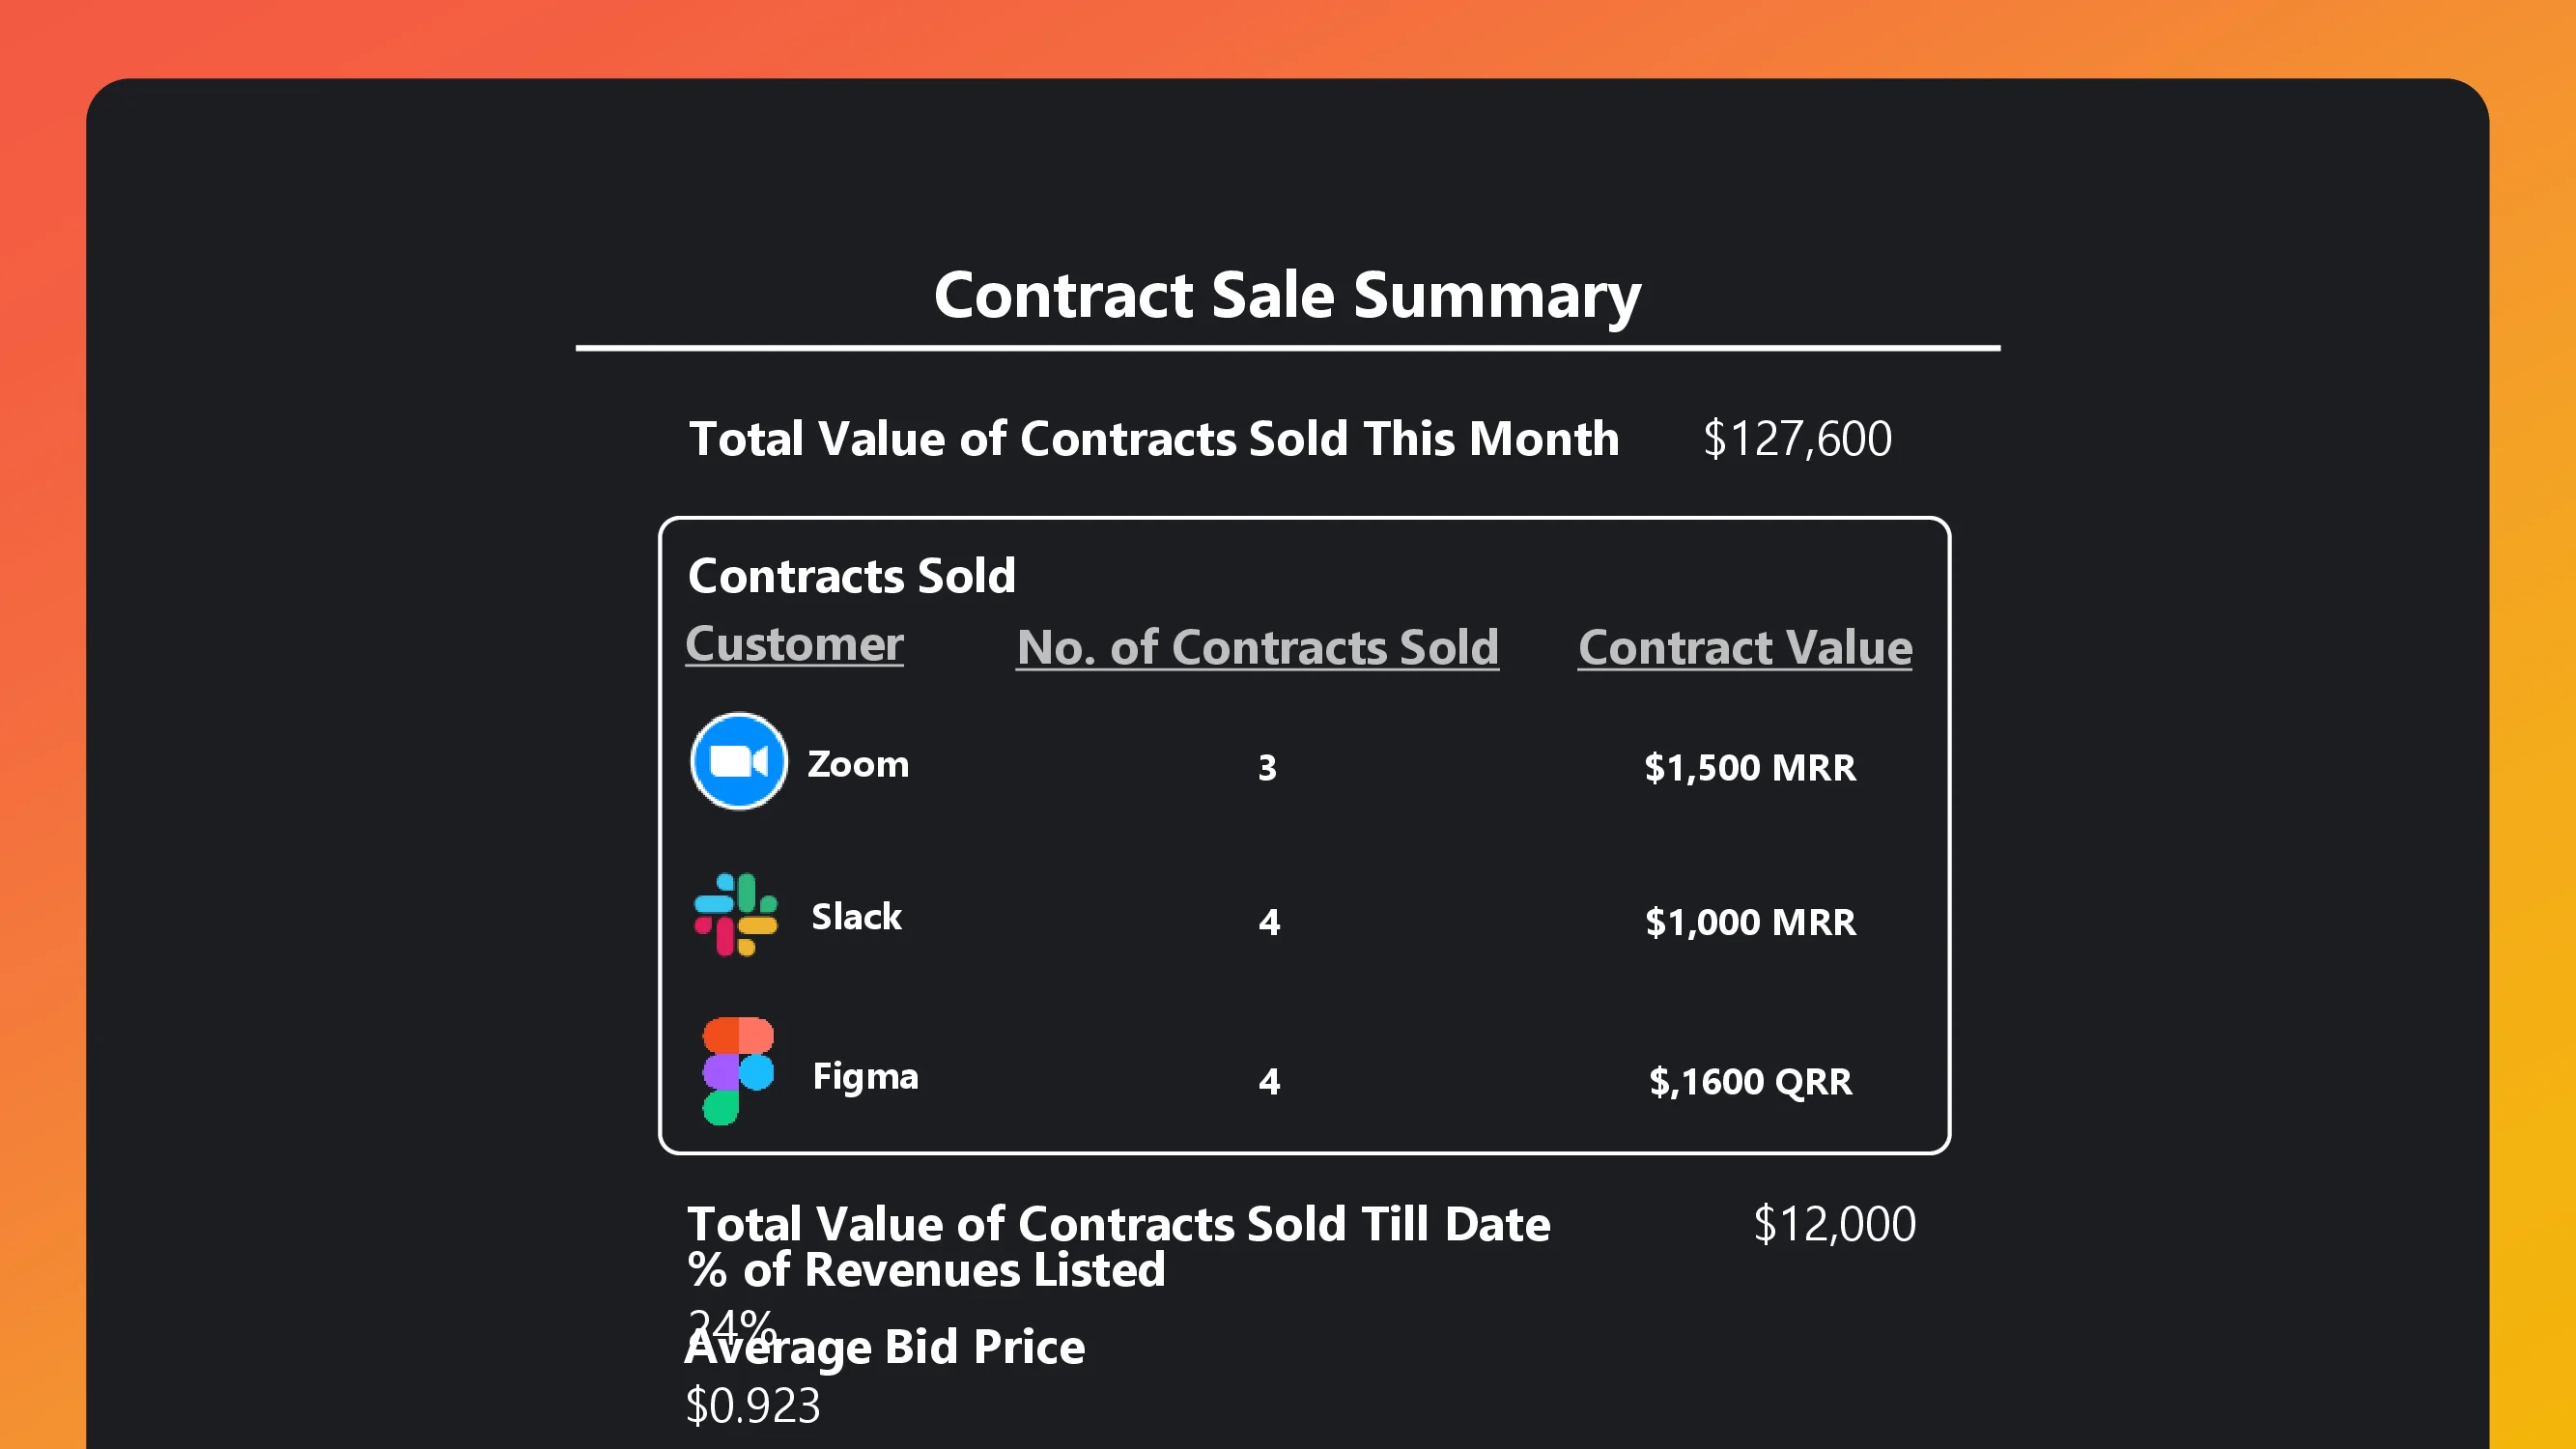 Contract Sale Summary
Total Value of Contracts Sold This Month $127,600
Contracts Sold
Customer No. of Contracts Sold Contract Value
Zoom 3 $1,500 MRR
Slack 4 $1,000 MRR
Figma 4 $,1600 QRR
Total Value of Contracts Sold Till Date $12,000
% of Revenues Listed
24%
Average Bid Price
$0.923